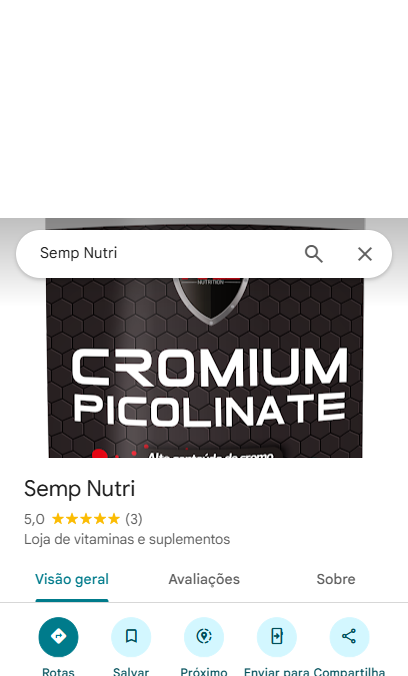 Semp Nutri
NUTRITION
CROMIUM
PICOLINATE
Alto conteúdo de cromo
Semp Nutri
5,0 ★★★★★ (3)
Loja de vitaminas e suplementos
Visão geral Avaliações Sobre
Rotas Salvar Próximo Enviar para Compartilha